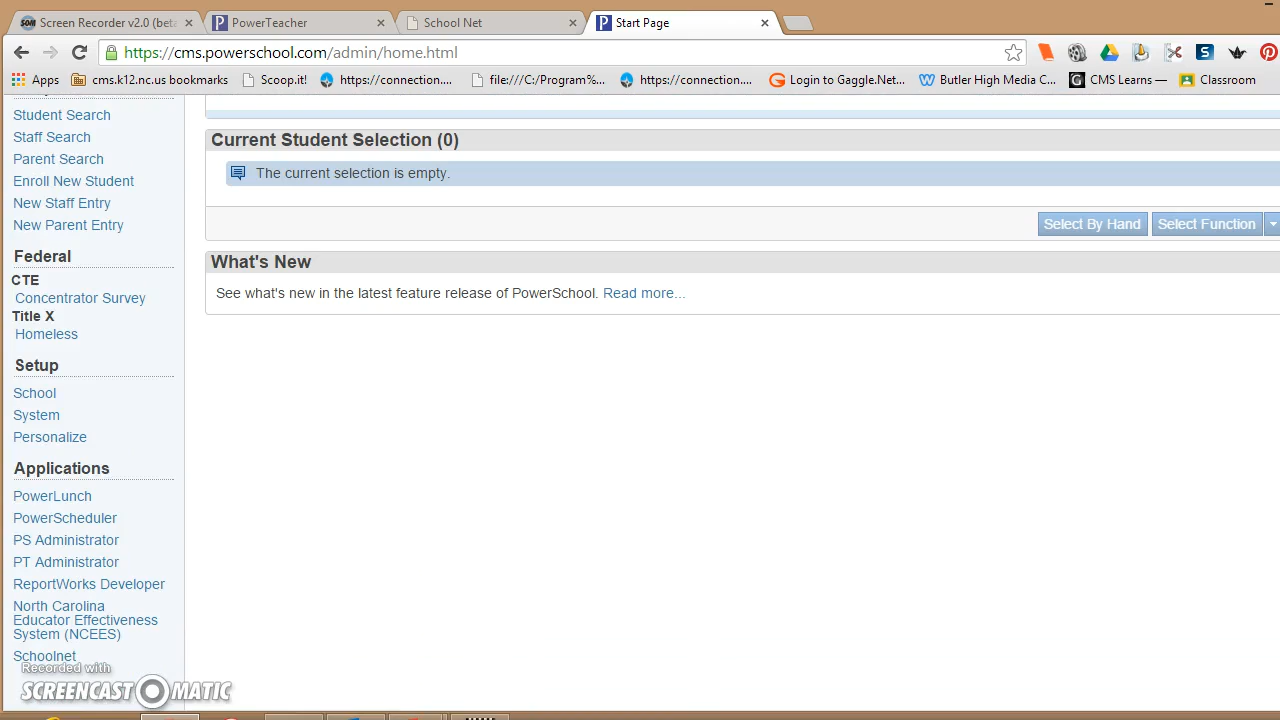 Screen Recorder v2.0 (beta
PowerTeacher
School Net
Start Page
https://cms.powerschool.com/admin/home.html
Apps
cms.k12.nc.us bookmarks
Scoop.it!
https://connection....
file:///C:/Program%...
https://connection....
Login to Gaggle.Net...
Butler High Media C...
CMS Learns —
Classroom
Student Search
Staff Search
Parent Search
Enroll New Student
New Staff Entry
New Parent Entry
Federal
CTE
Concentrator Survey
Title X
Homeless
Setup
School
System
Personalize
Applications
PowerLunch
PowerScheduler
PS Administrator
PT Administrator
ReportWorks Developer
North Carolina
Educator Effectiveness
System (NCEES)
Schoolnet
Current Student Selection (0)
The current selection is empty.
Select By Hand
Select Function
What's New
See what's new in the latest feature release of PowerSchool. Read more...
Recorded with
SCREENCAST MATIC